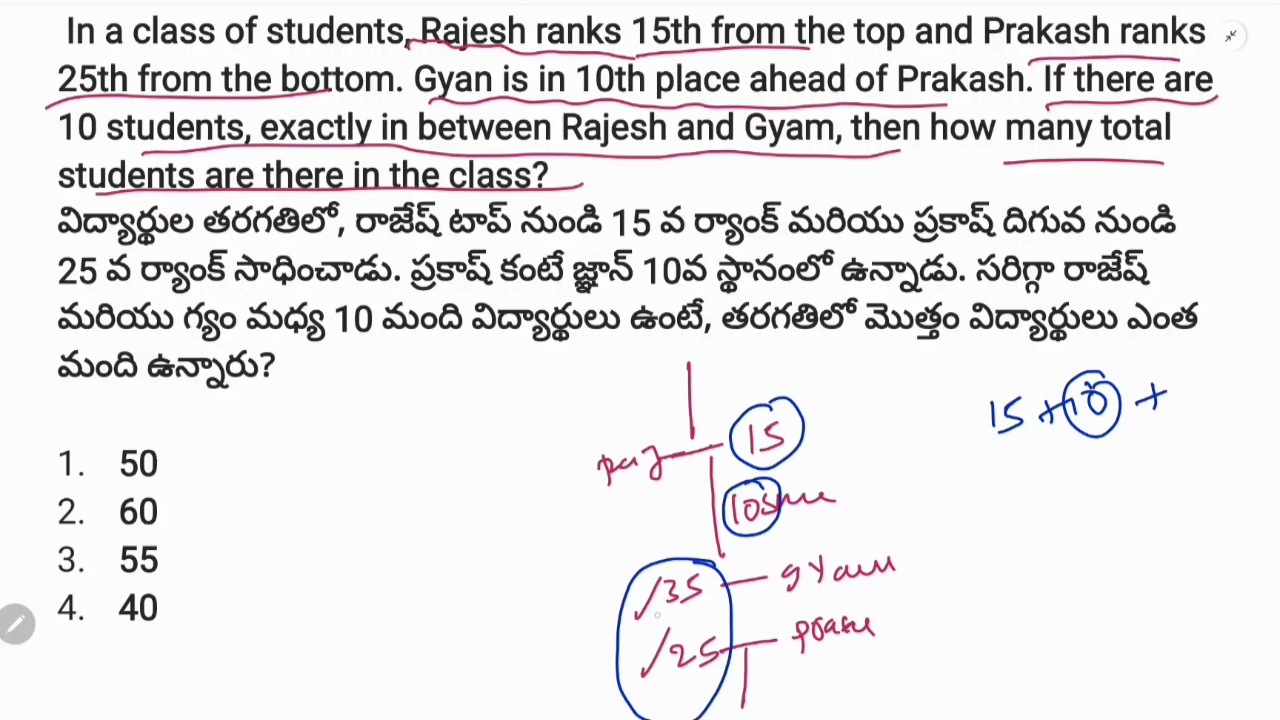 In a class of students, Rajesh ranks 15th from the top and Prakash ranks
25th from the bottom. Gyan is in 10th place ahead of Prakash. If there are
10 students, exactly in between Rajesh and Gyam, then how many total
students are there in the class?
విద్యార్థుల తరగతిలో, రాజేష్ టాప్ నుండి 15 వ ర్యాంక్ మరియు ప్రకాష్ దిగువ నుండి
25 వ ర్యాంక్ సాధించాడు. ప్రకాష్ కంటే జ్ఞాన్ 10వ స్థానంలో ఉన్నాడు. సరిగ్గా రాజేష్
మరియు గ్యం మధ్య 10 మంది విద్యార్థులు ఉంటే, తరగతిలో మొత్తం విద్యార్థులు ఎంత
మంది ఉన్నారు?
15 + 10 +
15
1. 50
2. 60
3. 55
4. 40
35 gyam
25